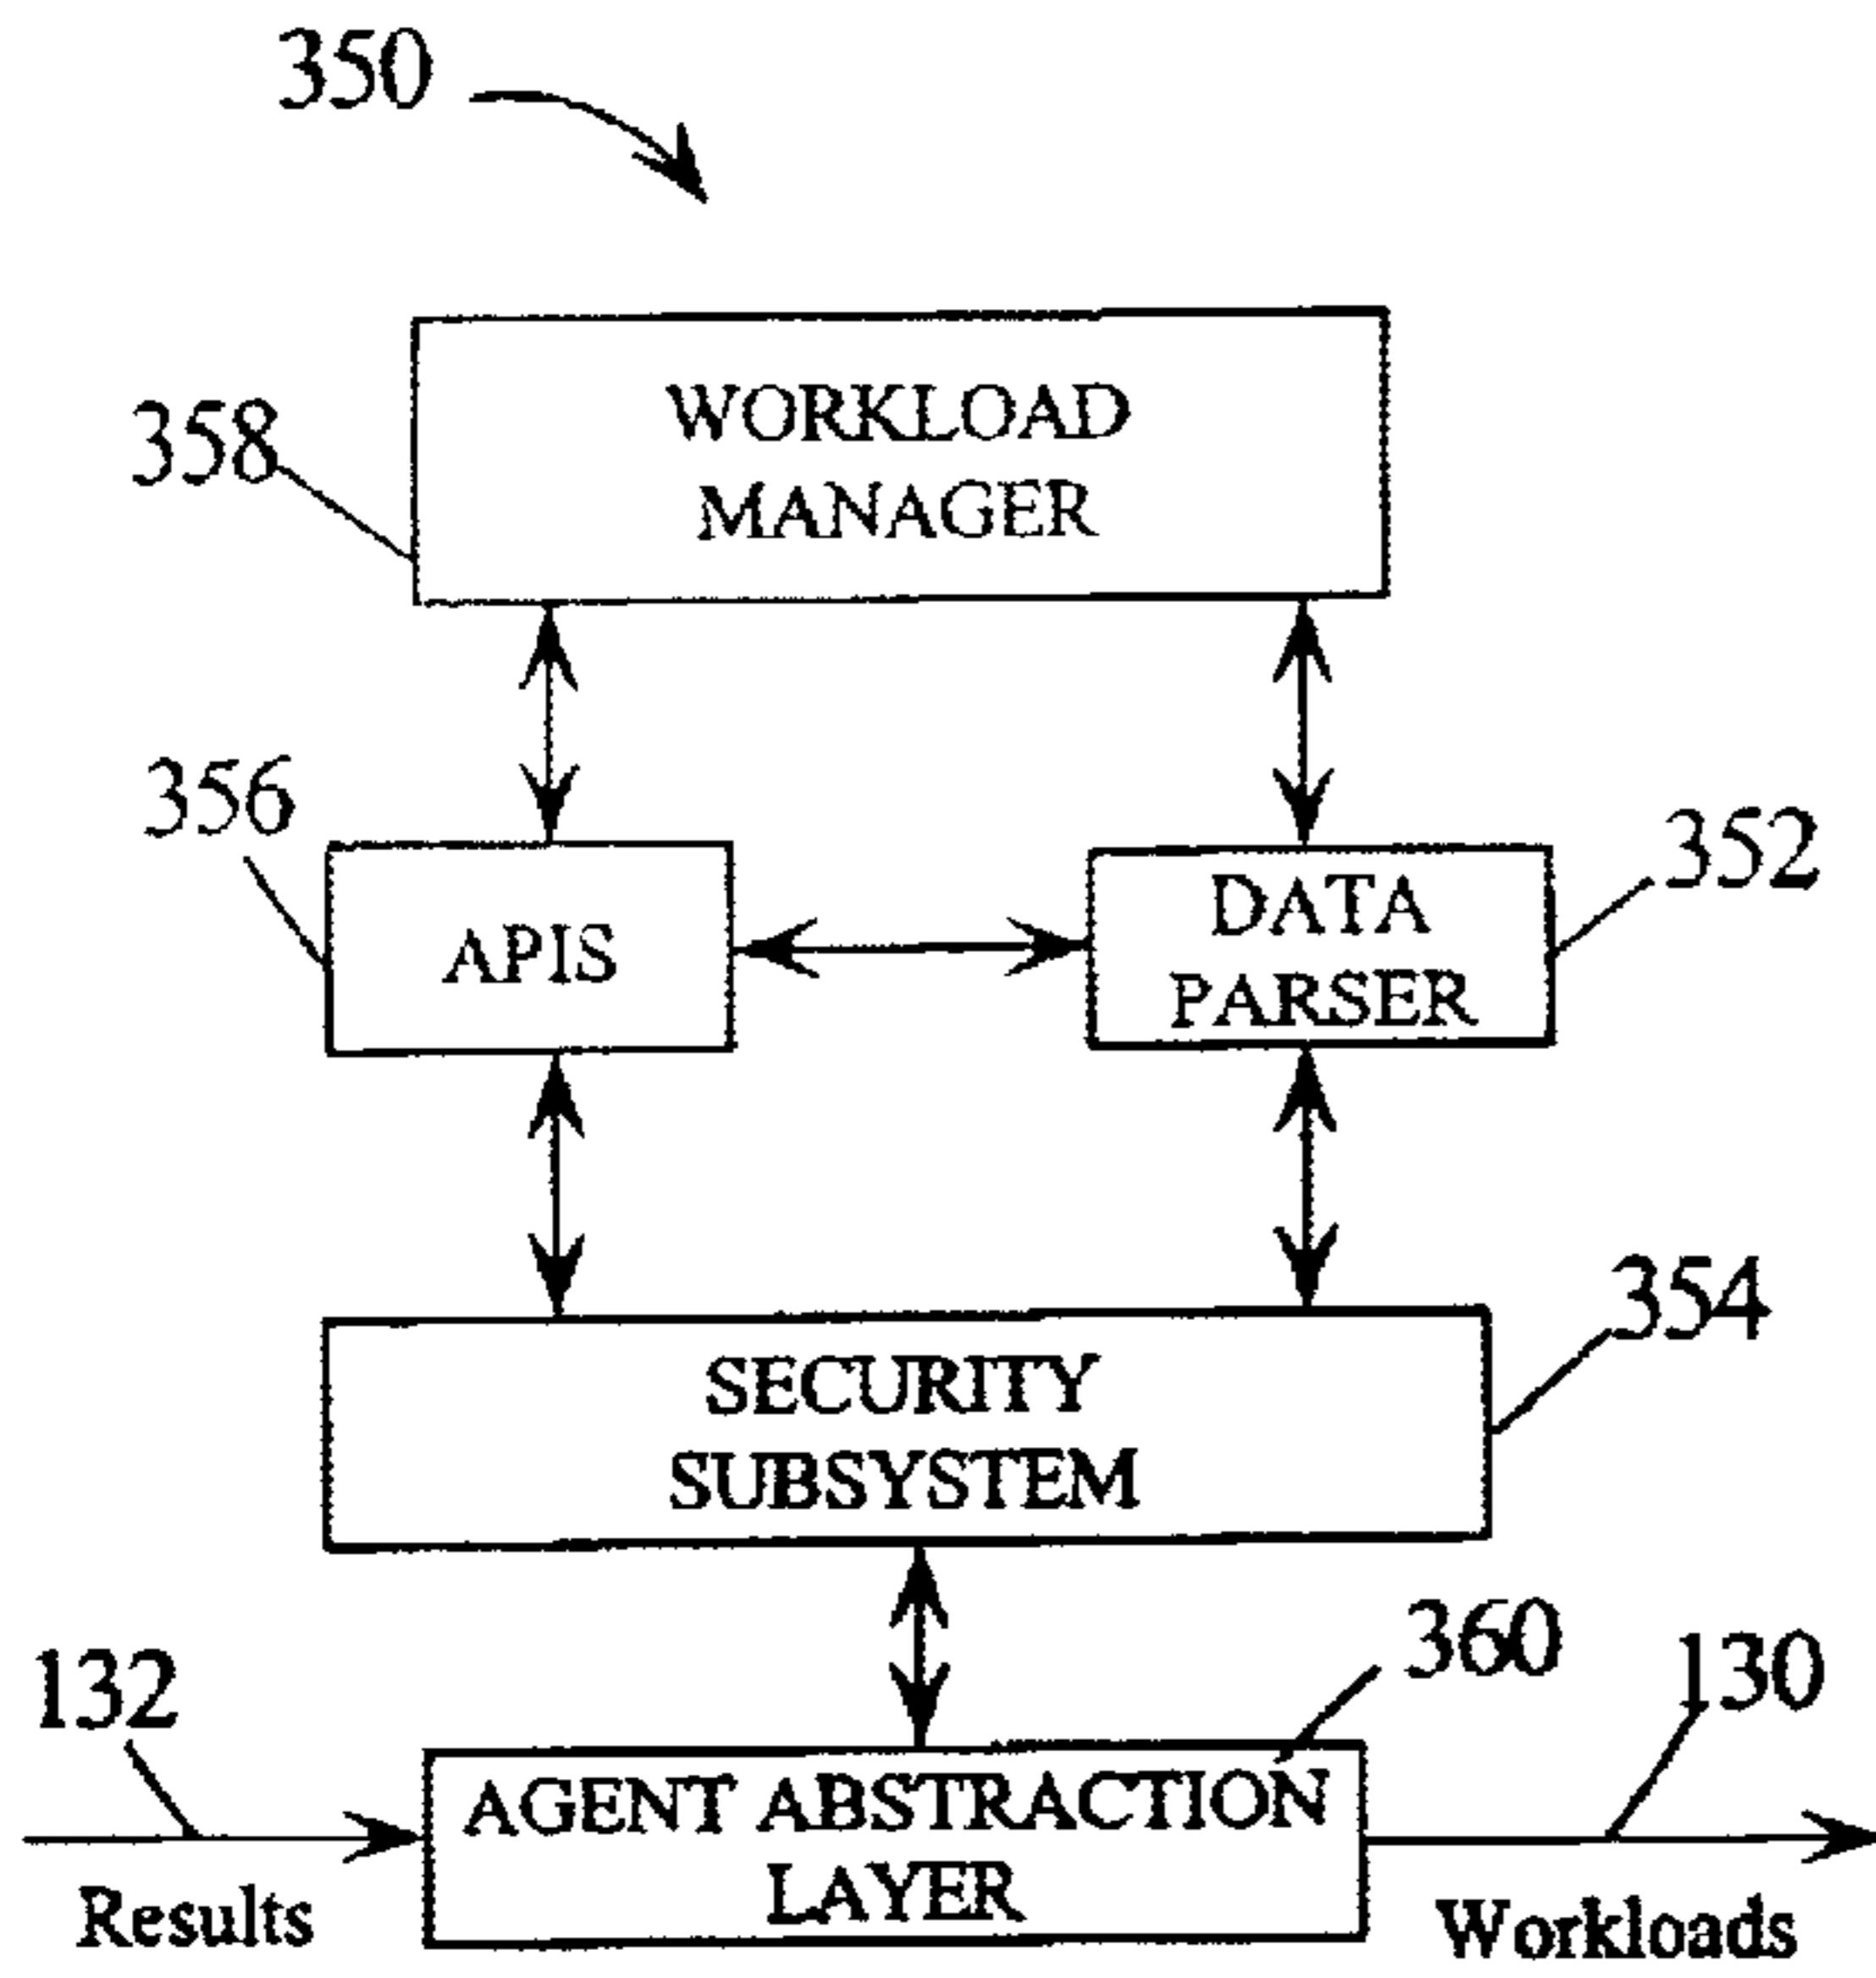 350
358
WORKLOAD
MANAGER
356
APIS
352
DATA
PARSER
354
SECURITY
SUBSYSTEM
132
360
130
AGENT ABSTRACTION
LAYER
Results
Workloads